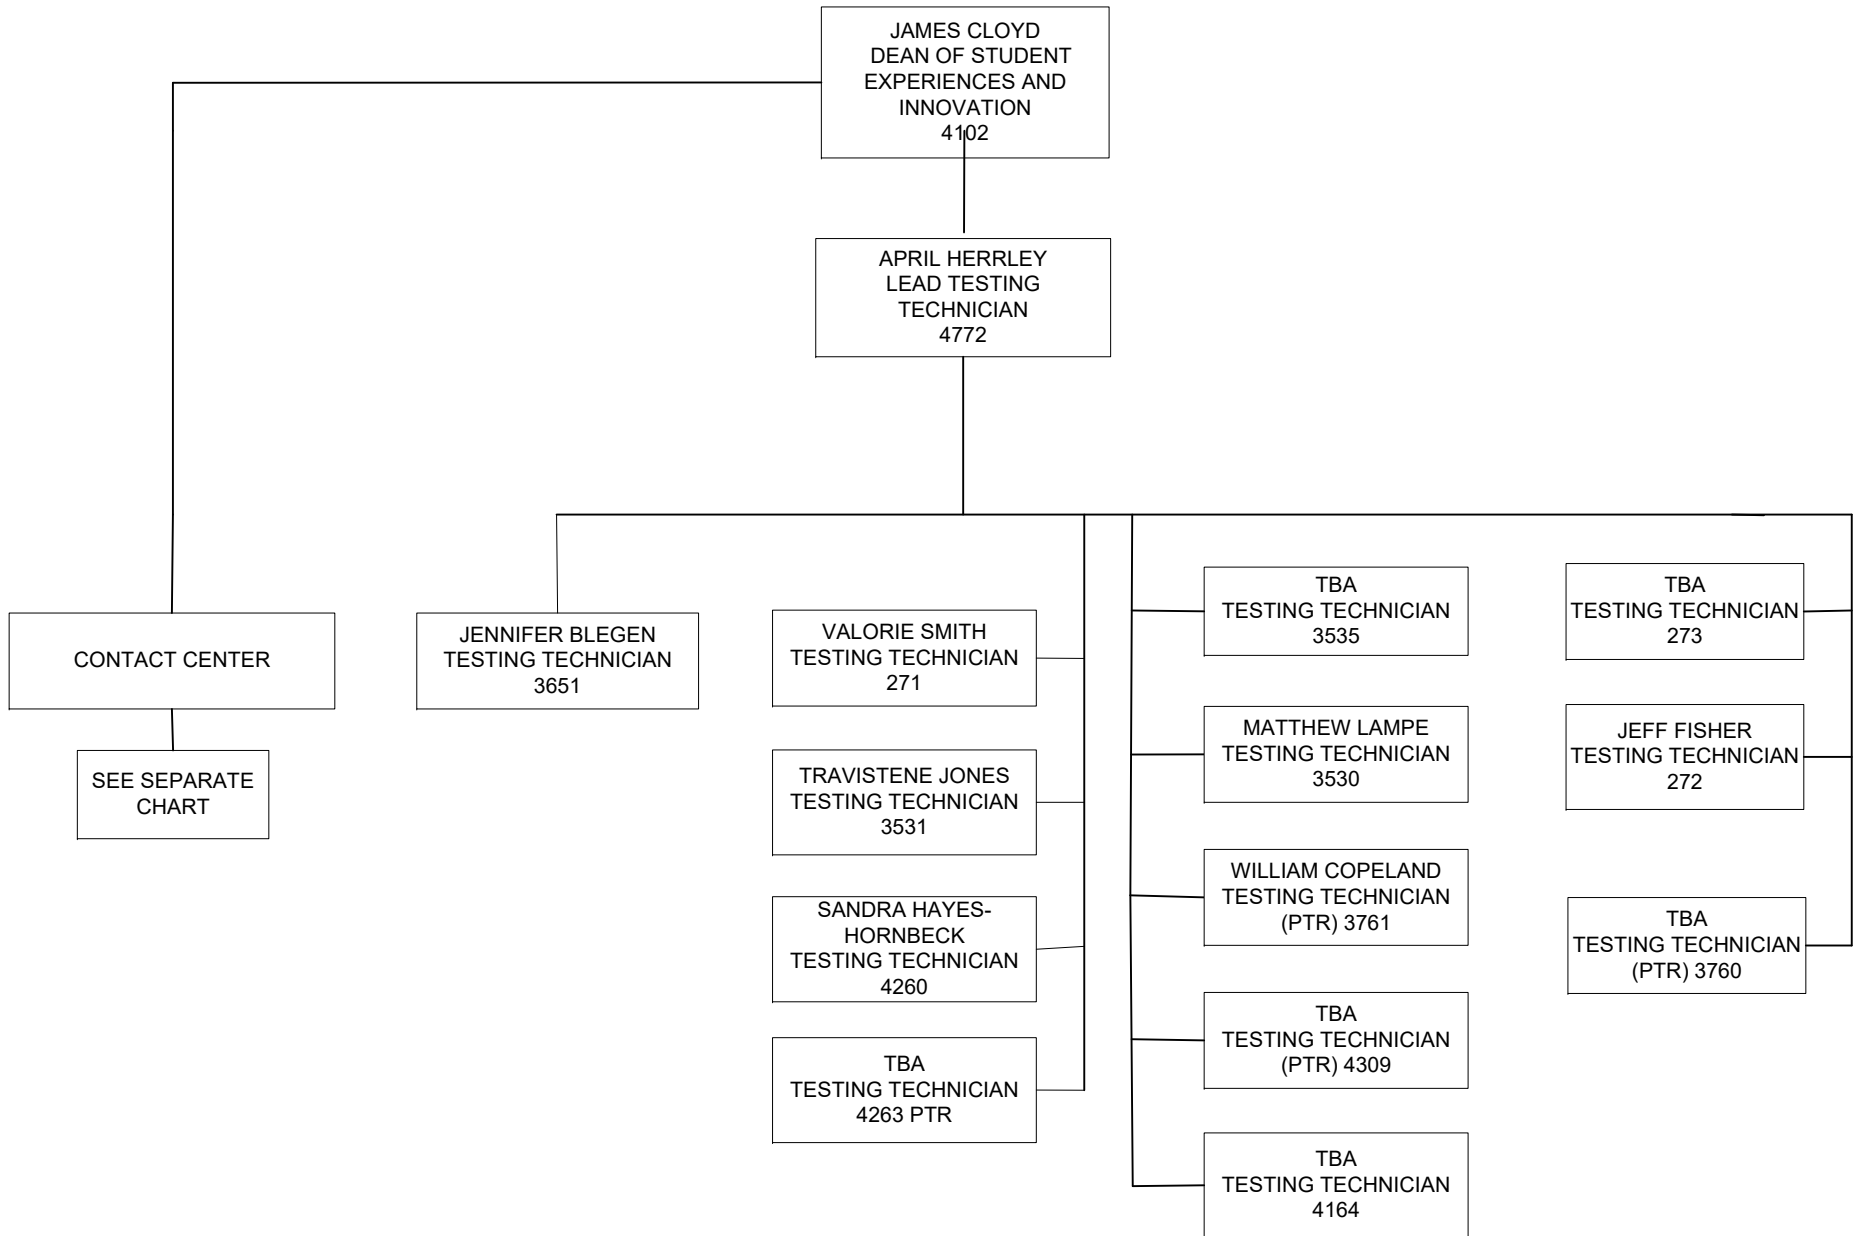 JAMES CLOYD
DEAN OF STUDENT
EXPERIENCES AND
INNOVATION
4102
APRIL HERRLEY
LEAD TESTING
TECHNICIAN
4772
CONTACT CENTER
SEE SEPARATE
CHART
JENNIFER BLEGEN
TESTING TECHNICIAN
3651
VALORIE SMITH
TESTING TECHNICIAN
271
TRAVISTENE JONES
TESTING TECHNICIAN
3531
SANDRA HAYES-
HORNBECK
TESTING TECHNICIAN
4260
TBA
TESTING TECHNICIAN
4263 PTR
TBA
TESTING TECHNICIAN
3535
MATTHEW LAMPE
TESTING TECHNICIAN
3530
WILLIAM COPELAND
TESTING TECHNICIAN
(PTR) 3761
TBA
TESTING TECHNICIAN
(PTR) 4309
TBA
TESTING TECHNICIAN
4164
TBA
TESTING TECHNICIAN
273
JEFF FISHER
TESTING TECHNICIAN
272
TBA
TESTING TECHNICIAN
(PTR) 3760